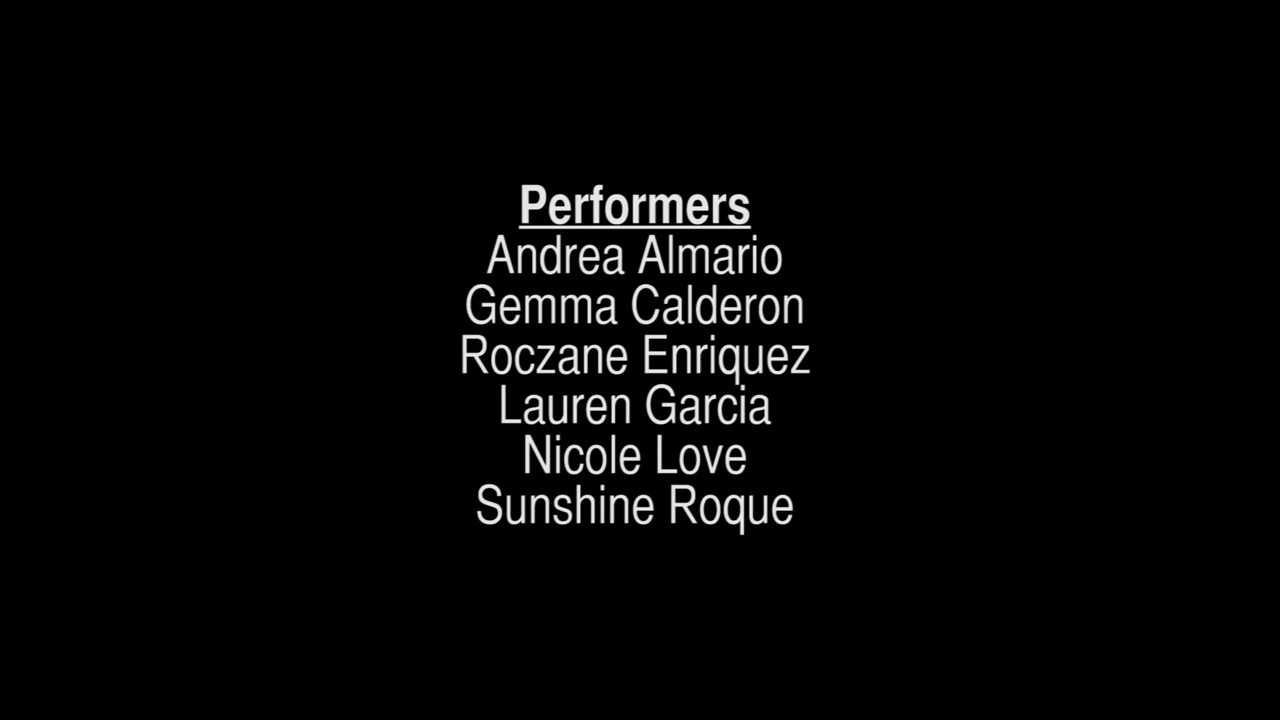 Performers
Andrea Almario
Gemma Calderon
Roczane Enriquez
Lauren Garcia
Nicole Love
Sunshine Roque